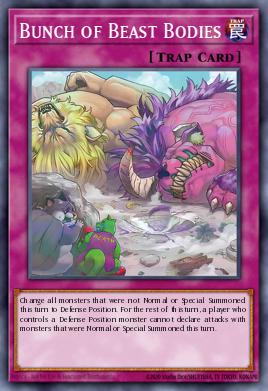 BUNCH OF BEAST BODIES
TRAP
罠
[TRAP CARD]
Change all monsters that were not Normal or Special Summoned
this turn to Defense Position. For the rest of this turn, a player who
controls a Defense Position monster cannot declare attacks with
monsters that were Normal or Special Summoned this turn.